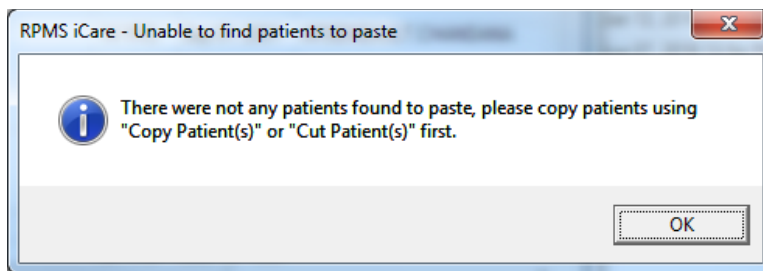 RPMS iCare - Unable to find patients to paste
There were not any patients found to paste, please copy patients using
"Copy Patient(s)" or "Cut Patient(s)" first.
OK